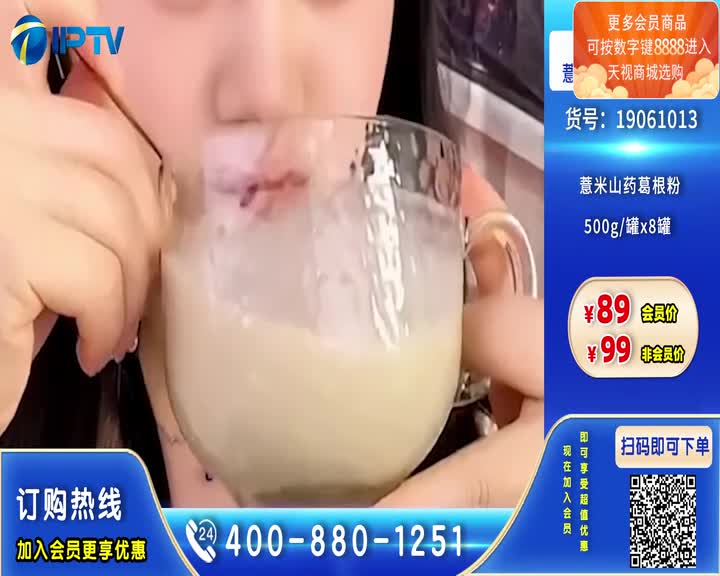 IPTV
更多会员商品
可按数字键8888进入
天视商城选购
薏
货号：19061013
薏米山药葛根粉
500g/罐x8罐
¥89 会员价
¥99 非会员价
扫码即可下单
即可享受超值优惠
现在加入会员
订购热线
加入会员更享优惠
24
400-880-1251